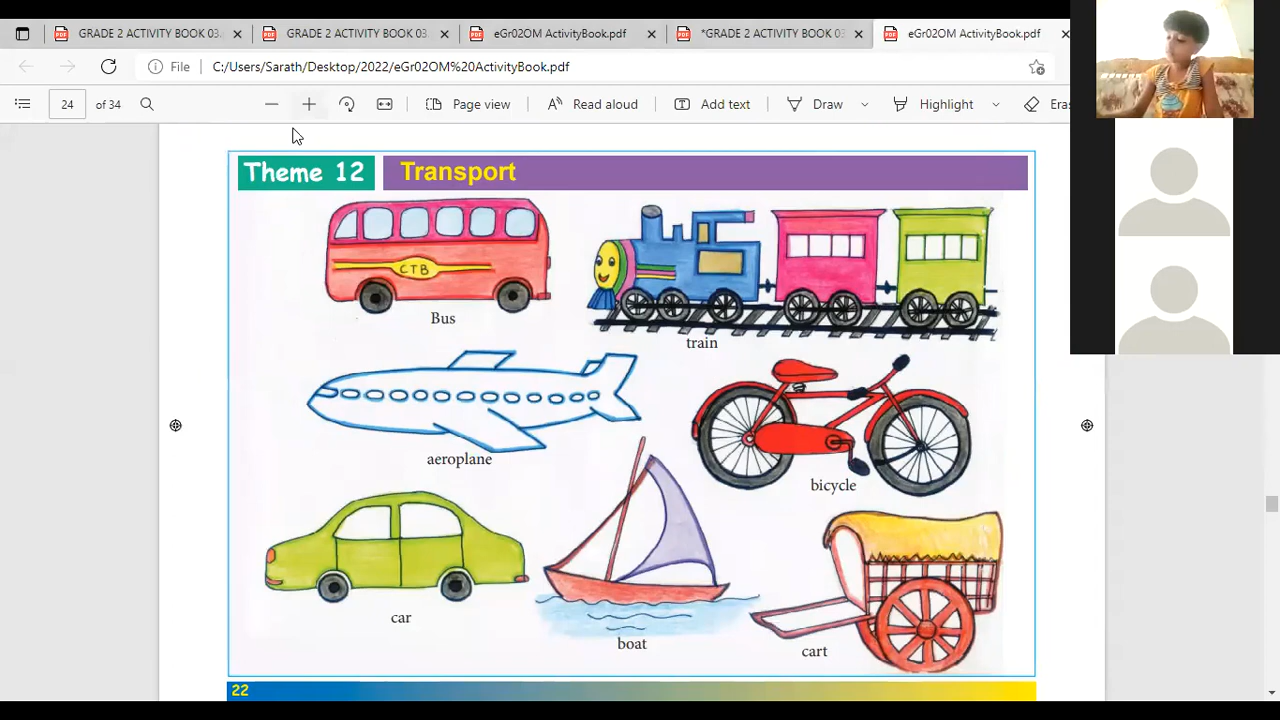 GRADE 2 ACTIVITY BOOK 03.
GRADE 2 ACTIVITY BOOK 03
eGr02OM ActivityBook.pdf
*GRADE 2 ACTIVITY BOOK 03
eGr02OM ActivityBook.pdf
File C:/Users/Sarath/Desktop/2022/eGr02OM%20ActivityBook.pdf
24 of 34 Page view Read aloud Add text Draw Highlight
Theme 12 Transport
CTB
Bus
train
aeroplane
bicycle
car
boat
cart
22